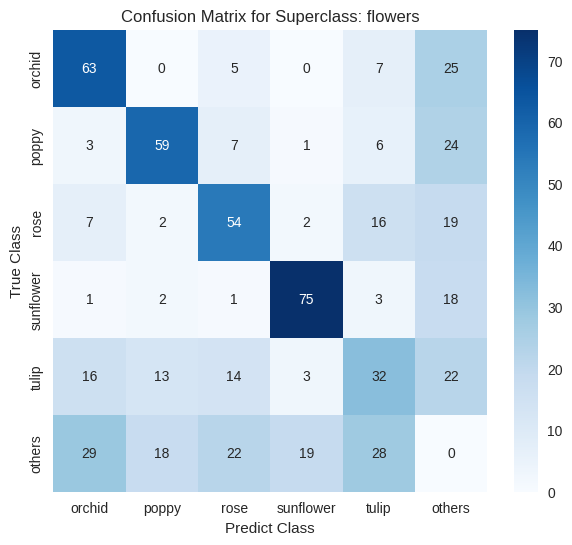 Confusion Matrix for Superclass: flowers
True Class
orchid 63 0 5 0 7 25
poppy 3 59 7 1 6 24
rose 7 2 54 2 16 19
sunflower 1 2 1 75 3 18
tulip 16 13 14 3 32 22
others 29 18 22 19 28 0
orchid poppy rose sunflower tulip others
Predict Class
70
60
50
40
30
20
10
0